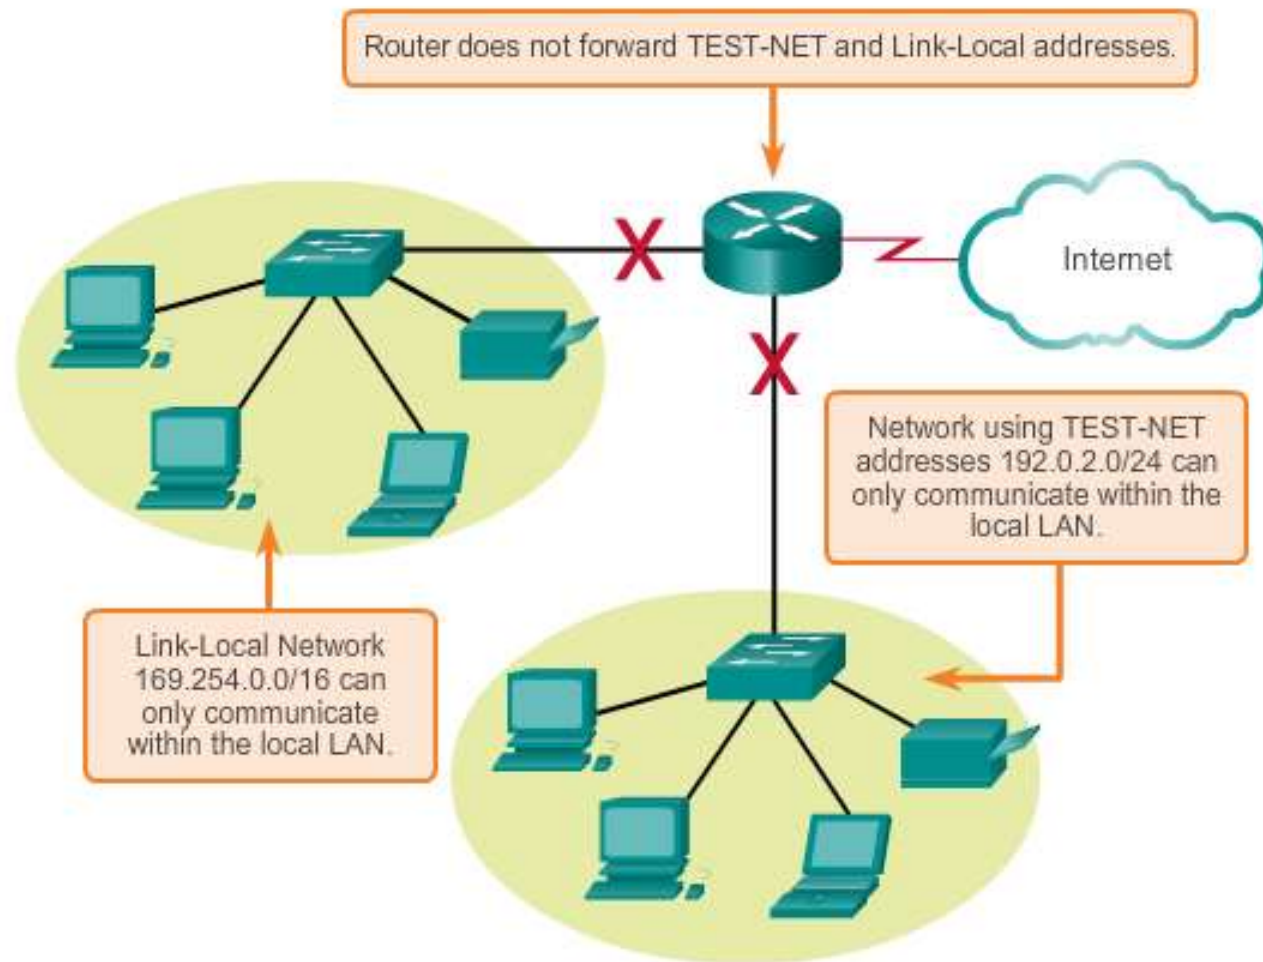 Router does not forward TEST-NET and Link-Local addresses.
Internet
Network using TEST-NET
addresses 192.0.2.0/24 can
only communicate within the
local LAN.
Link-Local Network
169.254.0.0/16 can
only communicate
within the local LAN.